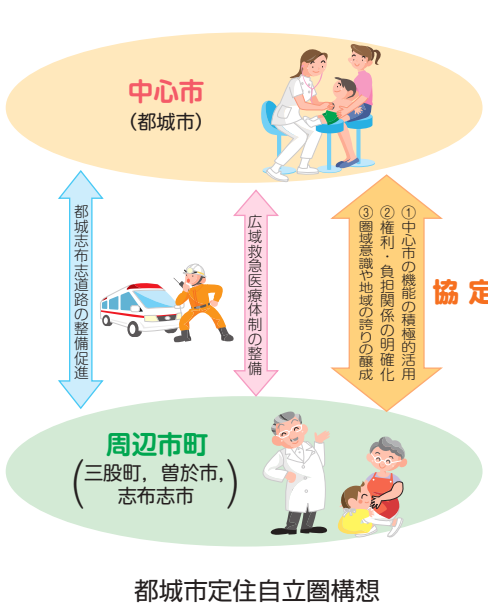 中心市
(都城市)
都城志布志道路の整備促進
広域救急医療体制の整備
①中心市の機能の積極的活用
②権利・負担関係の明確化
③圏域意識や地域の誇りの醸成
協定
周辺市町
(三股町，曽於市，
志布志市)
都城市定住自立圏構想